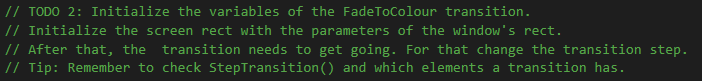 // TODO 2: Initialize the variables of the FadeToColour transition.
// Initialize the screen rect with the parameters of the window's rect.
// After that, the  transition needs to get going. For that change the transition step.
// Tip: Remember to check StepTransition() and which elements a transition has.